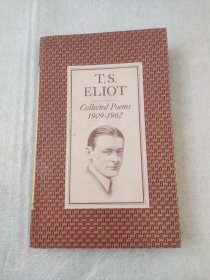 T.S.
ELIOT
Collected Poems
1909-1962